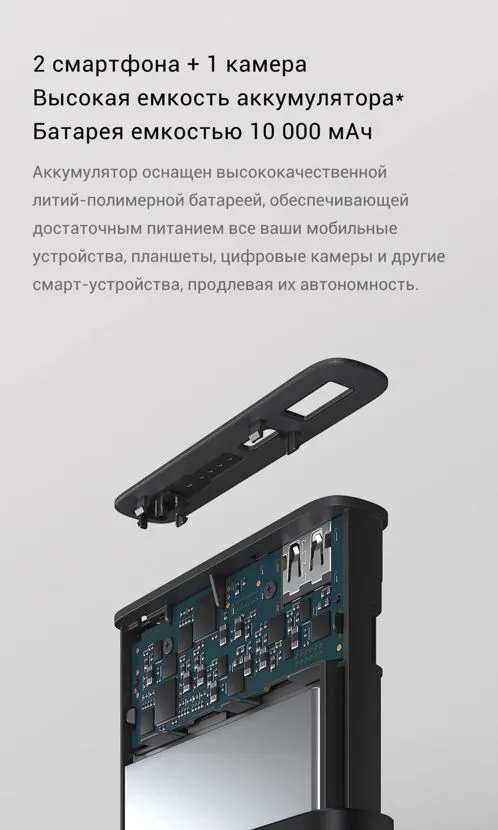 2 смартфона + 1 камера
Высокая емкость аккумулятора*
Батарея емкостью 10 000 мАч
Аккумулятор оснащен высококачественной
литий-полимерной батареей, обеспечивающей
достаточным питанием все ваши мобильные
устройства, планшеты, цифровые камеры и другие
смарт-устройства, продлевая их автономность.